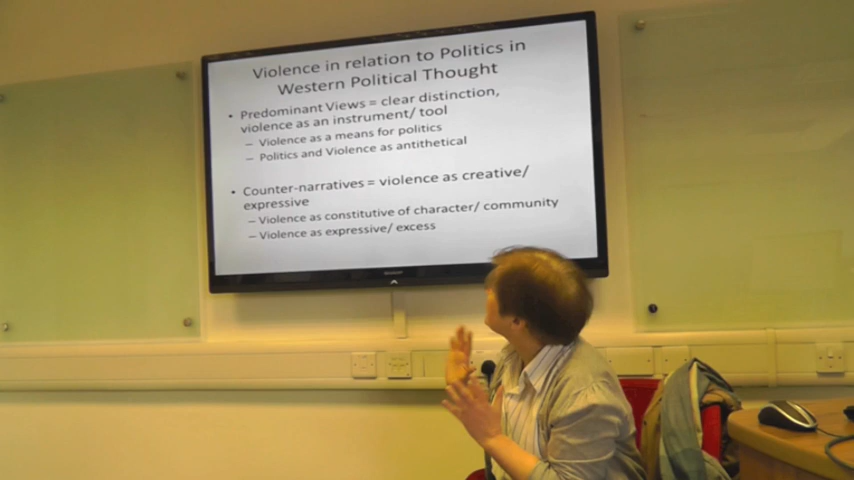 Violence in relation to Politics in
Western Political Thought
• Predominant Views = clear distinction,
violence as an instrument/ tool
– Violence as a means for politics
– Politics and Violence as antithetical
• Counter-narratives = violence as creative/
expressive
– Violence as constitutive of character/ community
– Violence as expressive/ excess
SHARP